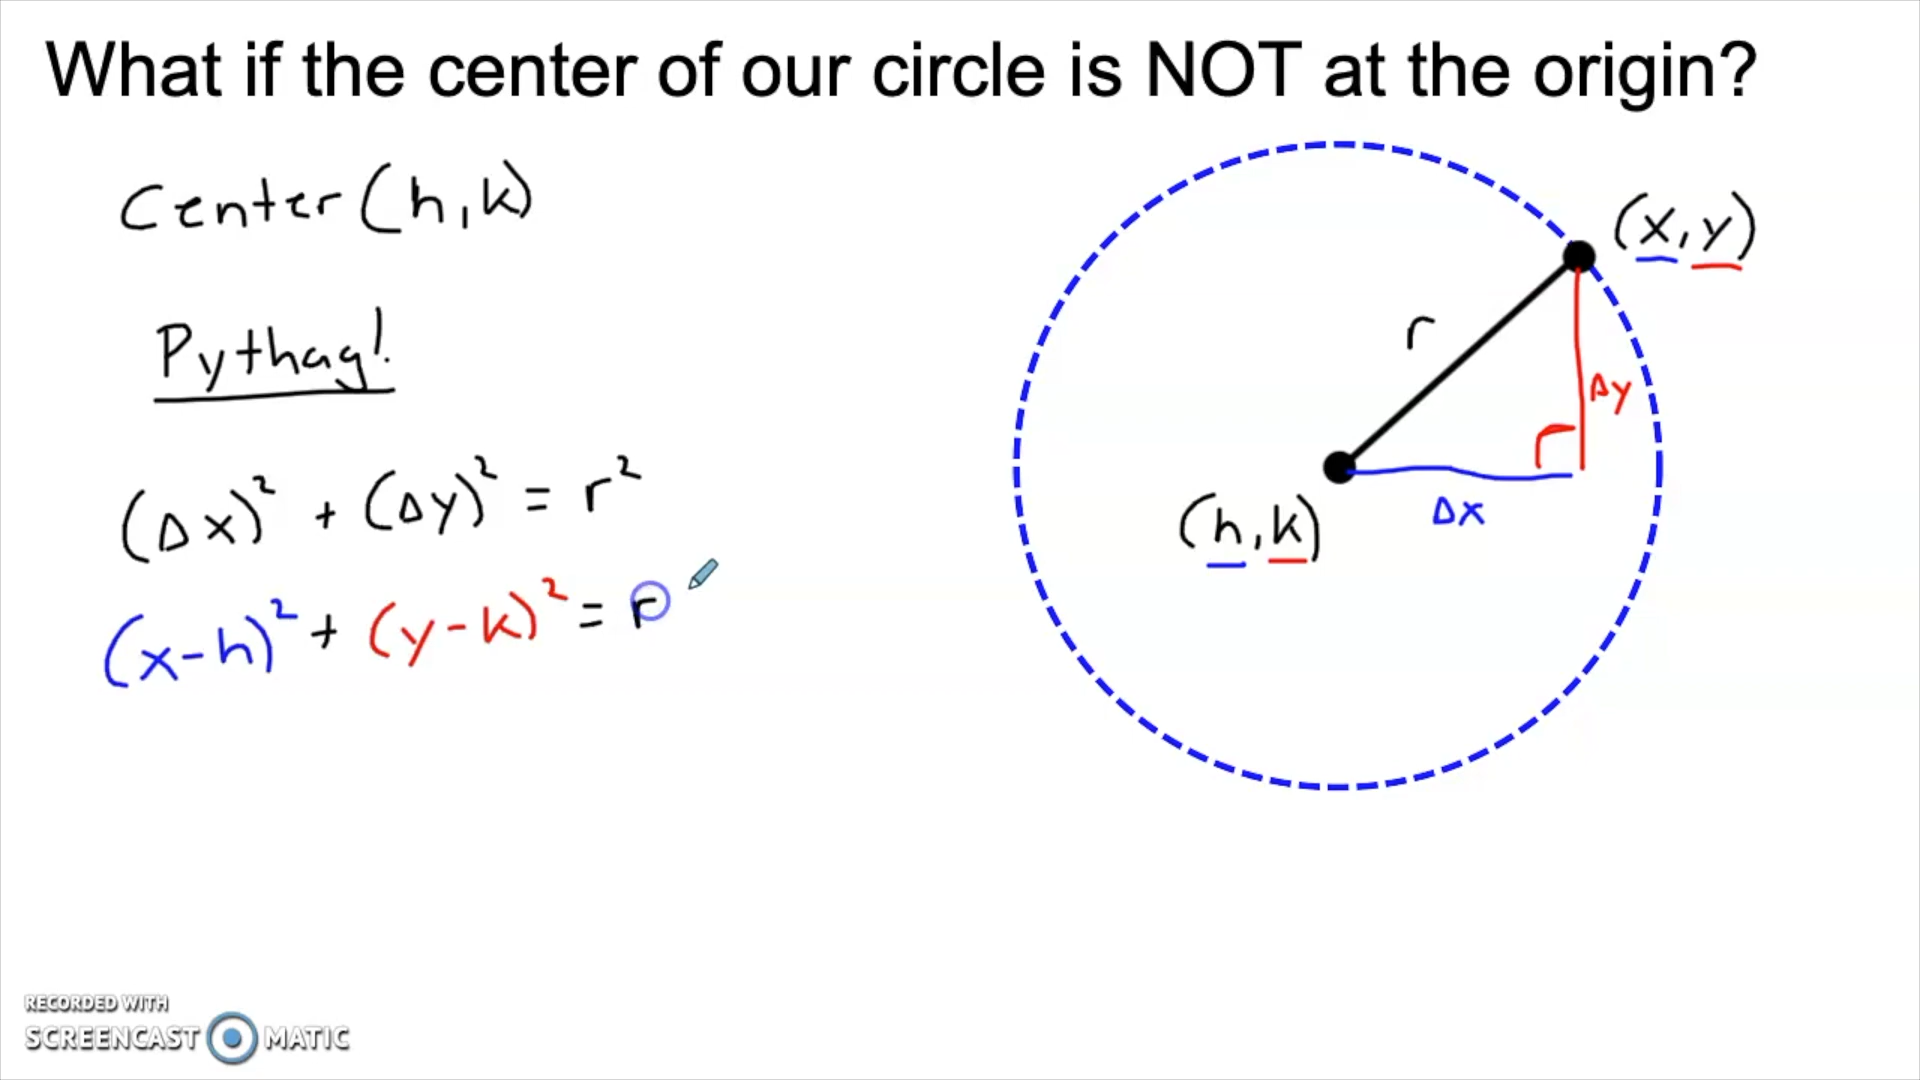 What if the center of our circle is NOT at the origin?
Center (h,k)
Pythag!
(Δx)² + (Δy)² = r²
(x-h)² + (y-k)² = r
(x,y)
r
Δy
(h,k)
Δx
RECORDED WITH
SCREENCAST MATIC